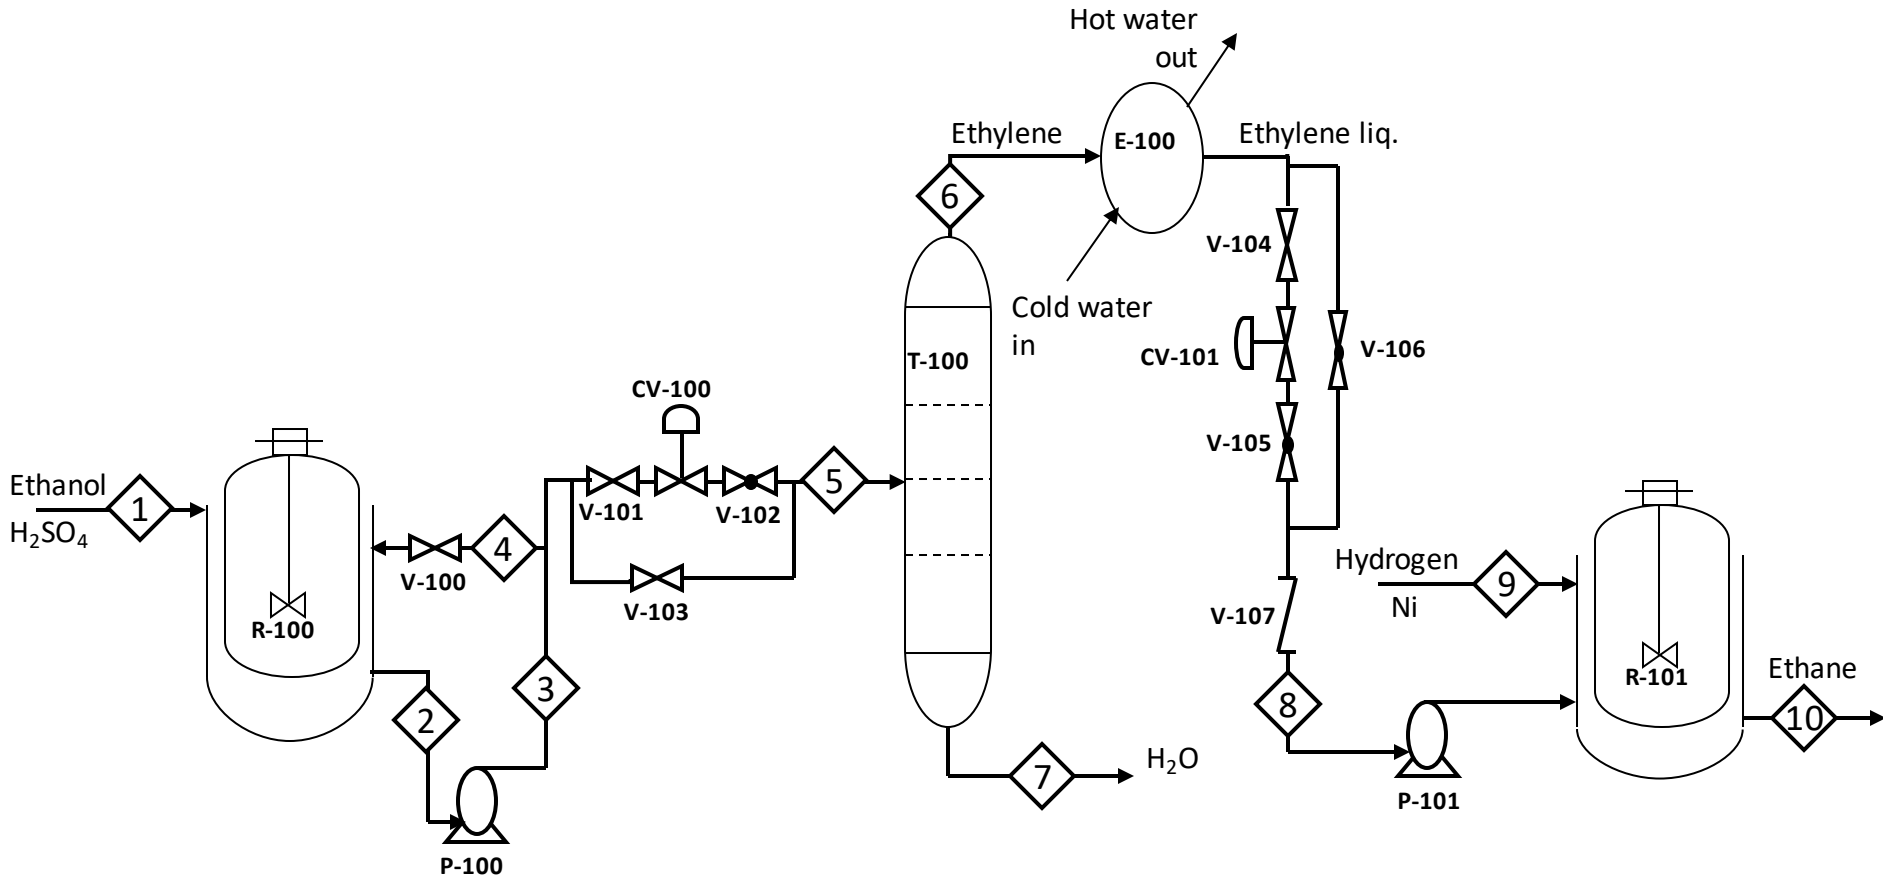 Hot water
out
Ethylene
E-100
Ethylene liq.
6
V-104
Cold water
in
CV-101
V-106
T-100
CV-100
V-105
Ethanol
1
H₂SO₄
V-101
V-102
5
4
V-100
V-103
R-100
Hydrogen
9
Ni
V-107
3
2
8
R-101
Ethane
10
7
H₂O
P-101
P-100